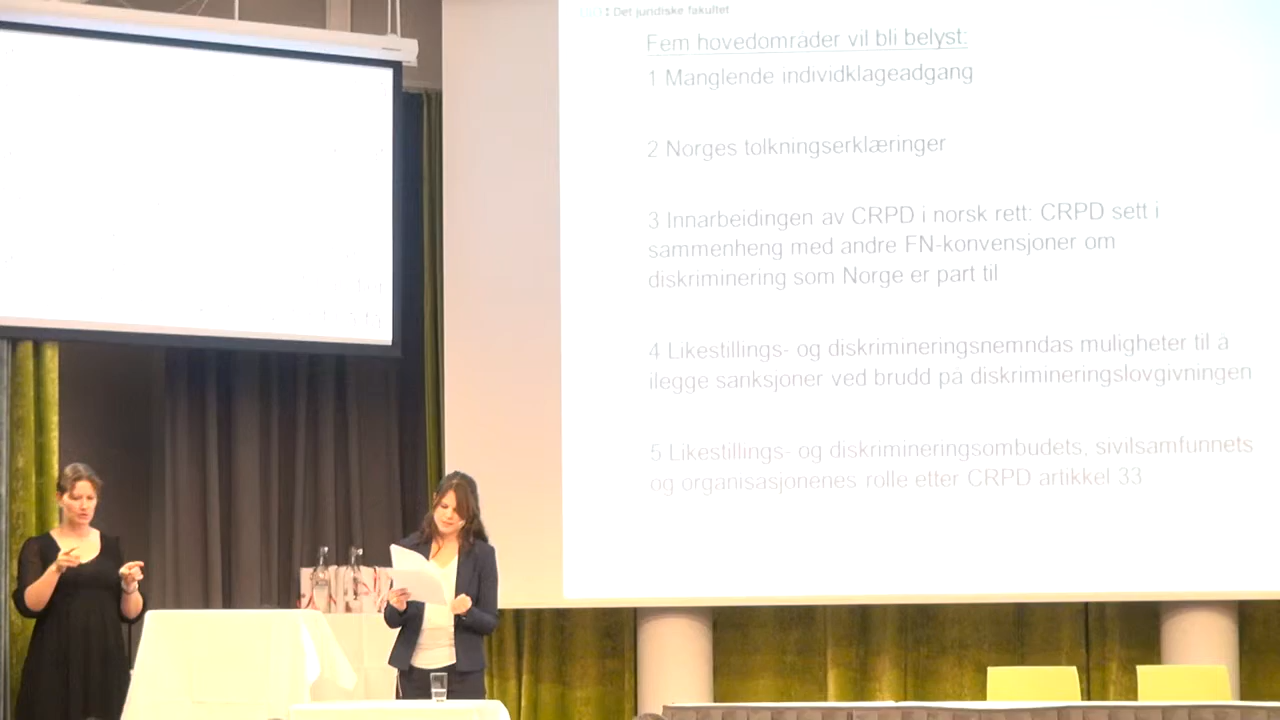 Det juridiske fakultet
Fem hovedområder vil bli belyst:
1 Manglende individklageadgang
2 Norges tolkningserklæringer
3 Innarbeidingen av CRPD i norsk rett: CRPD sett i
sammenheng med andre FN-konvensjoner om
diskriminering som Norge er part til
4 Likestillings- og diskrimineringsnemndas muligheter til å
ilegge sanksjoner ved brudd på diskrimineringslovgivningen
5 Likestillings- og diskrimineringsombudets, sivilsamfunnets
og organisasjonenes rolle etter CRPD artikkel 33